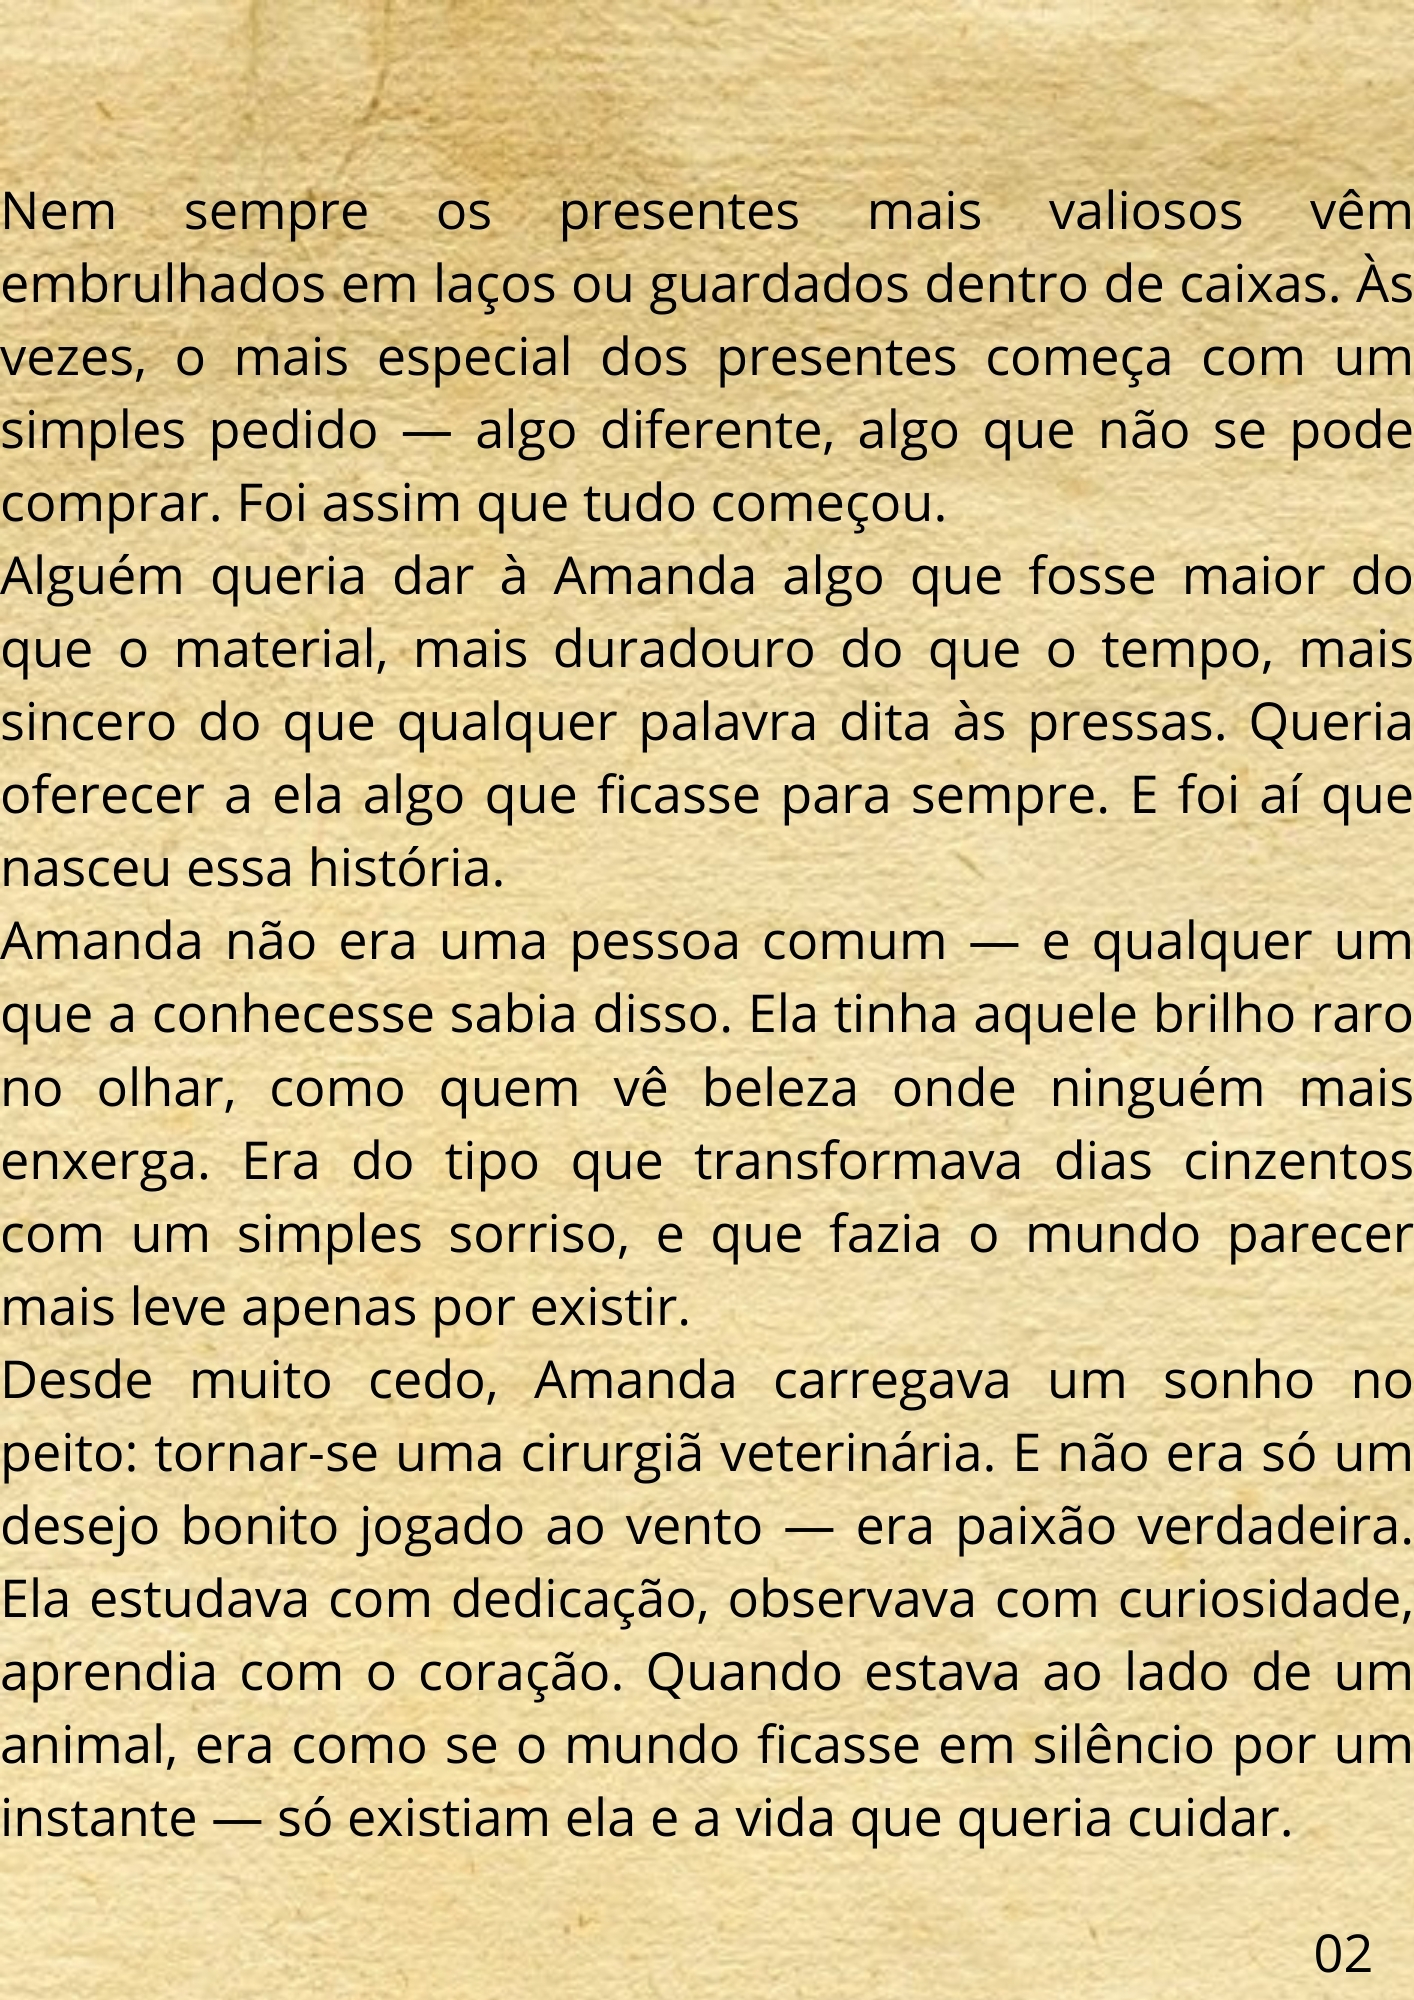 Nem sempre os presentes mais valiosos vêm
embrulhados em laços ou guardados dentro de caixas. Às
vezes, o mais especial dos presentes começa com um
simples pedido — algo diferente, algo que não se pode
comprar. Foi assim que tudo começou.
Alguém queria dar à Amanda algo que fosse maior do
que o material, mais duradouro do que o tempo, mais
sincero do que qualquer palavra dita às pressas. Queria
oferecer a ela algo que ficasse para sempre. E foi aí que
nasceu essa história.
Amanda não era uma pessoa comum — e qualquer um
que a conhecesse sabia disso. Ela tinha aquele brilho raro
no olhar, como quem vê beleza onde ninguém mais
enxerga. Era do tipo que transformava dias cinzentos
com um simples sorriso, e que fazia o mundo parecer
mais leve apenas por existir.
Desde muito cedo, Amanda carregava um sonho no
peito: tornar-se uma cirurgiã veterinária. E não era só um
desejo bonito jogado ao vento — era paixão verdadeira.
Ela estudava com dedicação, observava com curiosidade,
aprendia com o coração. Quando estava ao lado de um
animal, era como se o mundo ficasse em silêncio por um
instante — só existiam ela e a vida que queria cuidar.
02